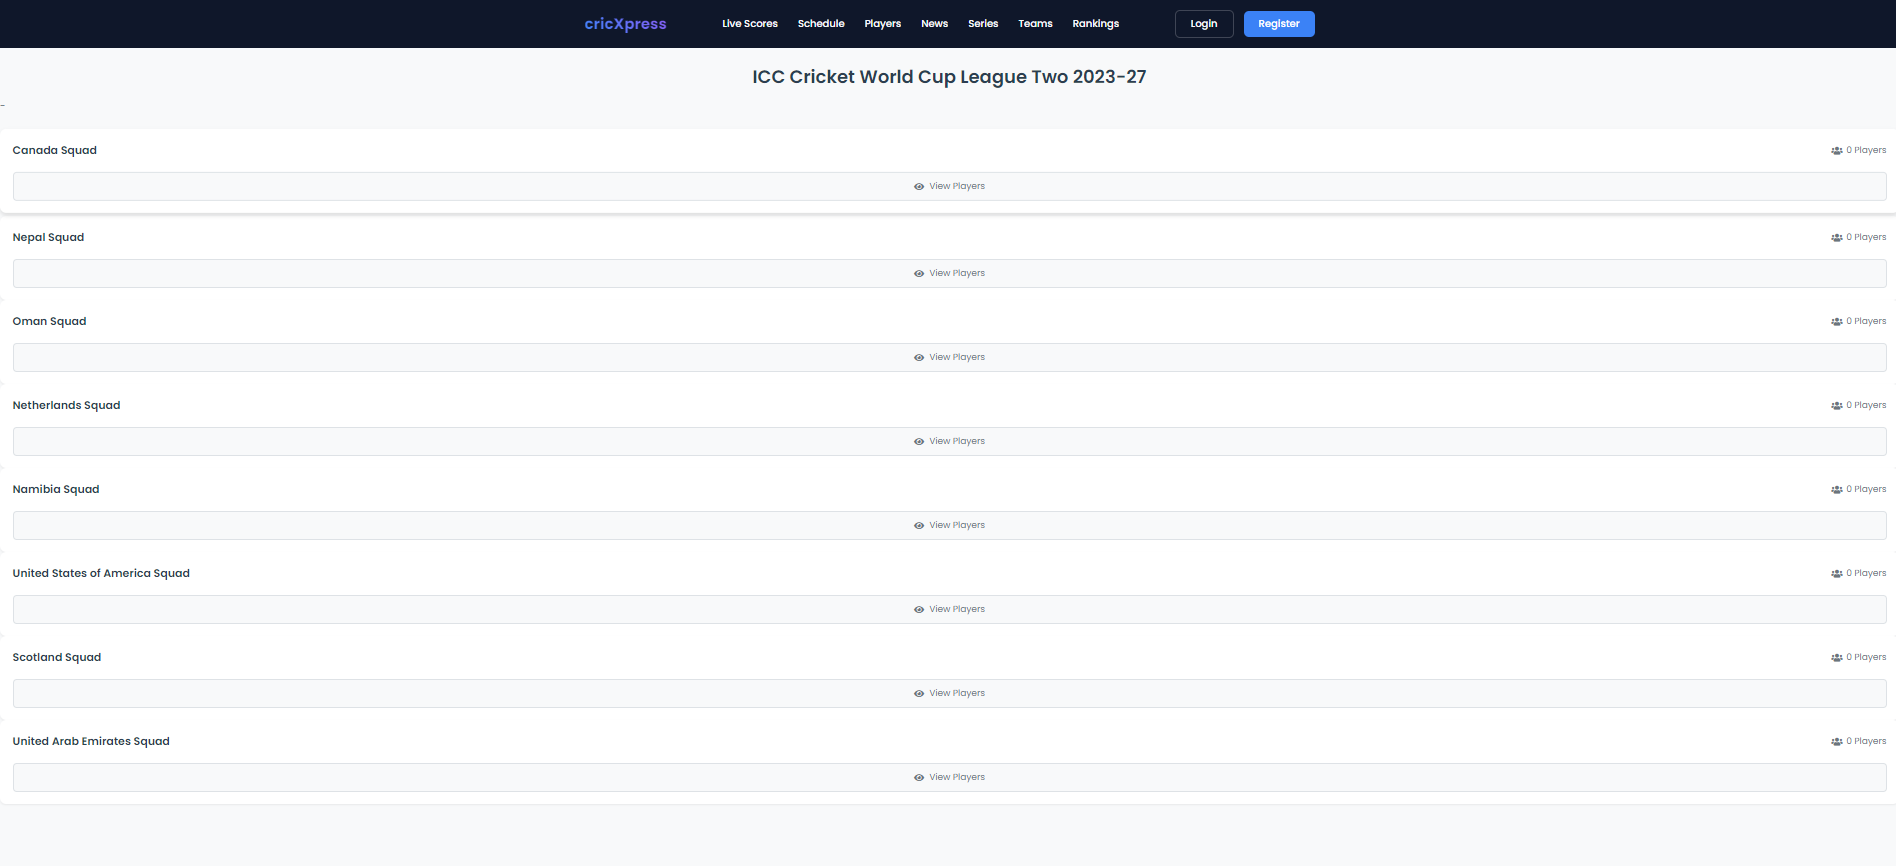 cricXpress Live Scores Schedule Players News Series Teams Rankings Login Register
ICC Cricket World Cup League Two 2023-27
-
Canada Squad 0 Players
View Players
Nepal Squad 0 Players
View Players
Oman Squad 0 Players
View Players
Netherlands Squad 0 Players
View Players
Namibia Squad 0 Players
View Players
United States of America Squad 0 Players
View Players
Scotland Squad 0 Players
View Players
United Arab Emirates Squad 0 Players
View Players